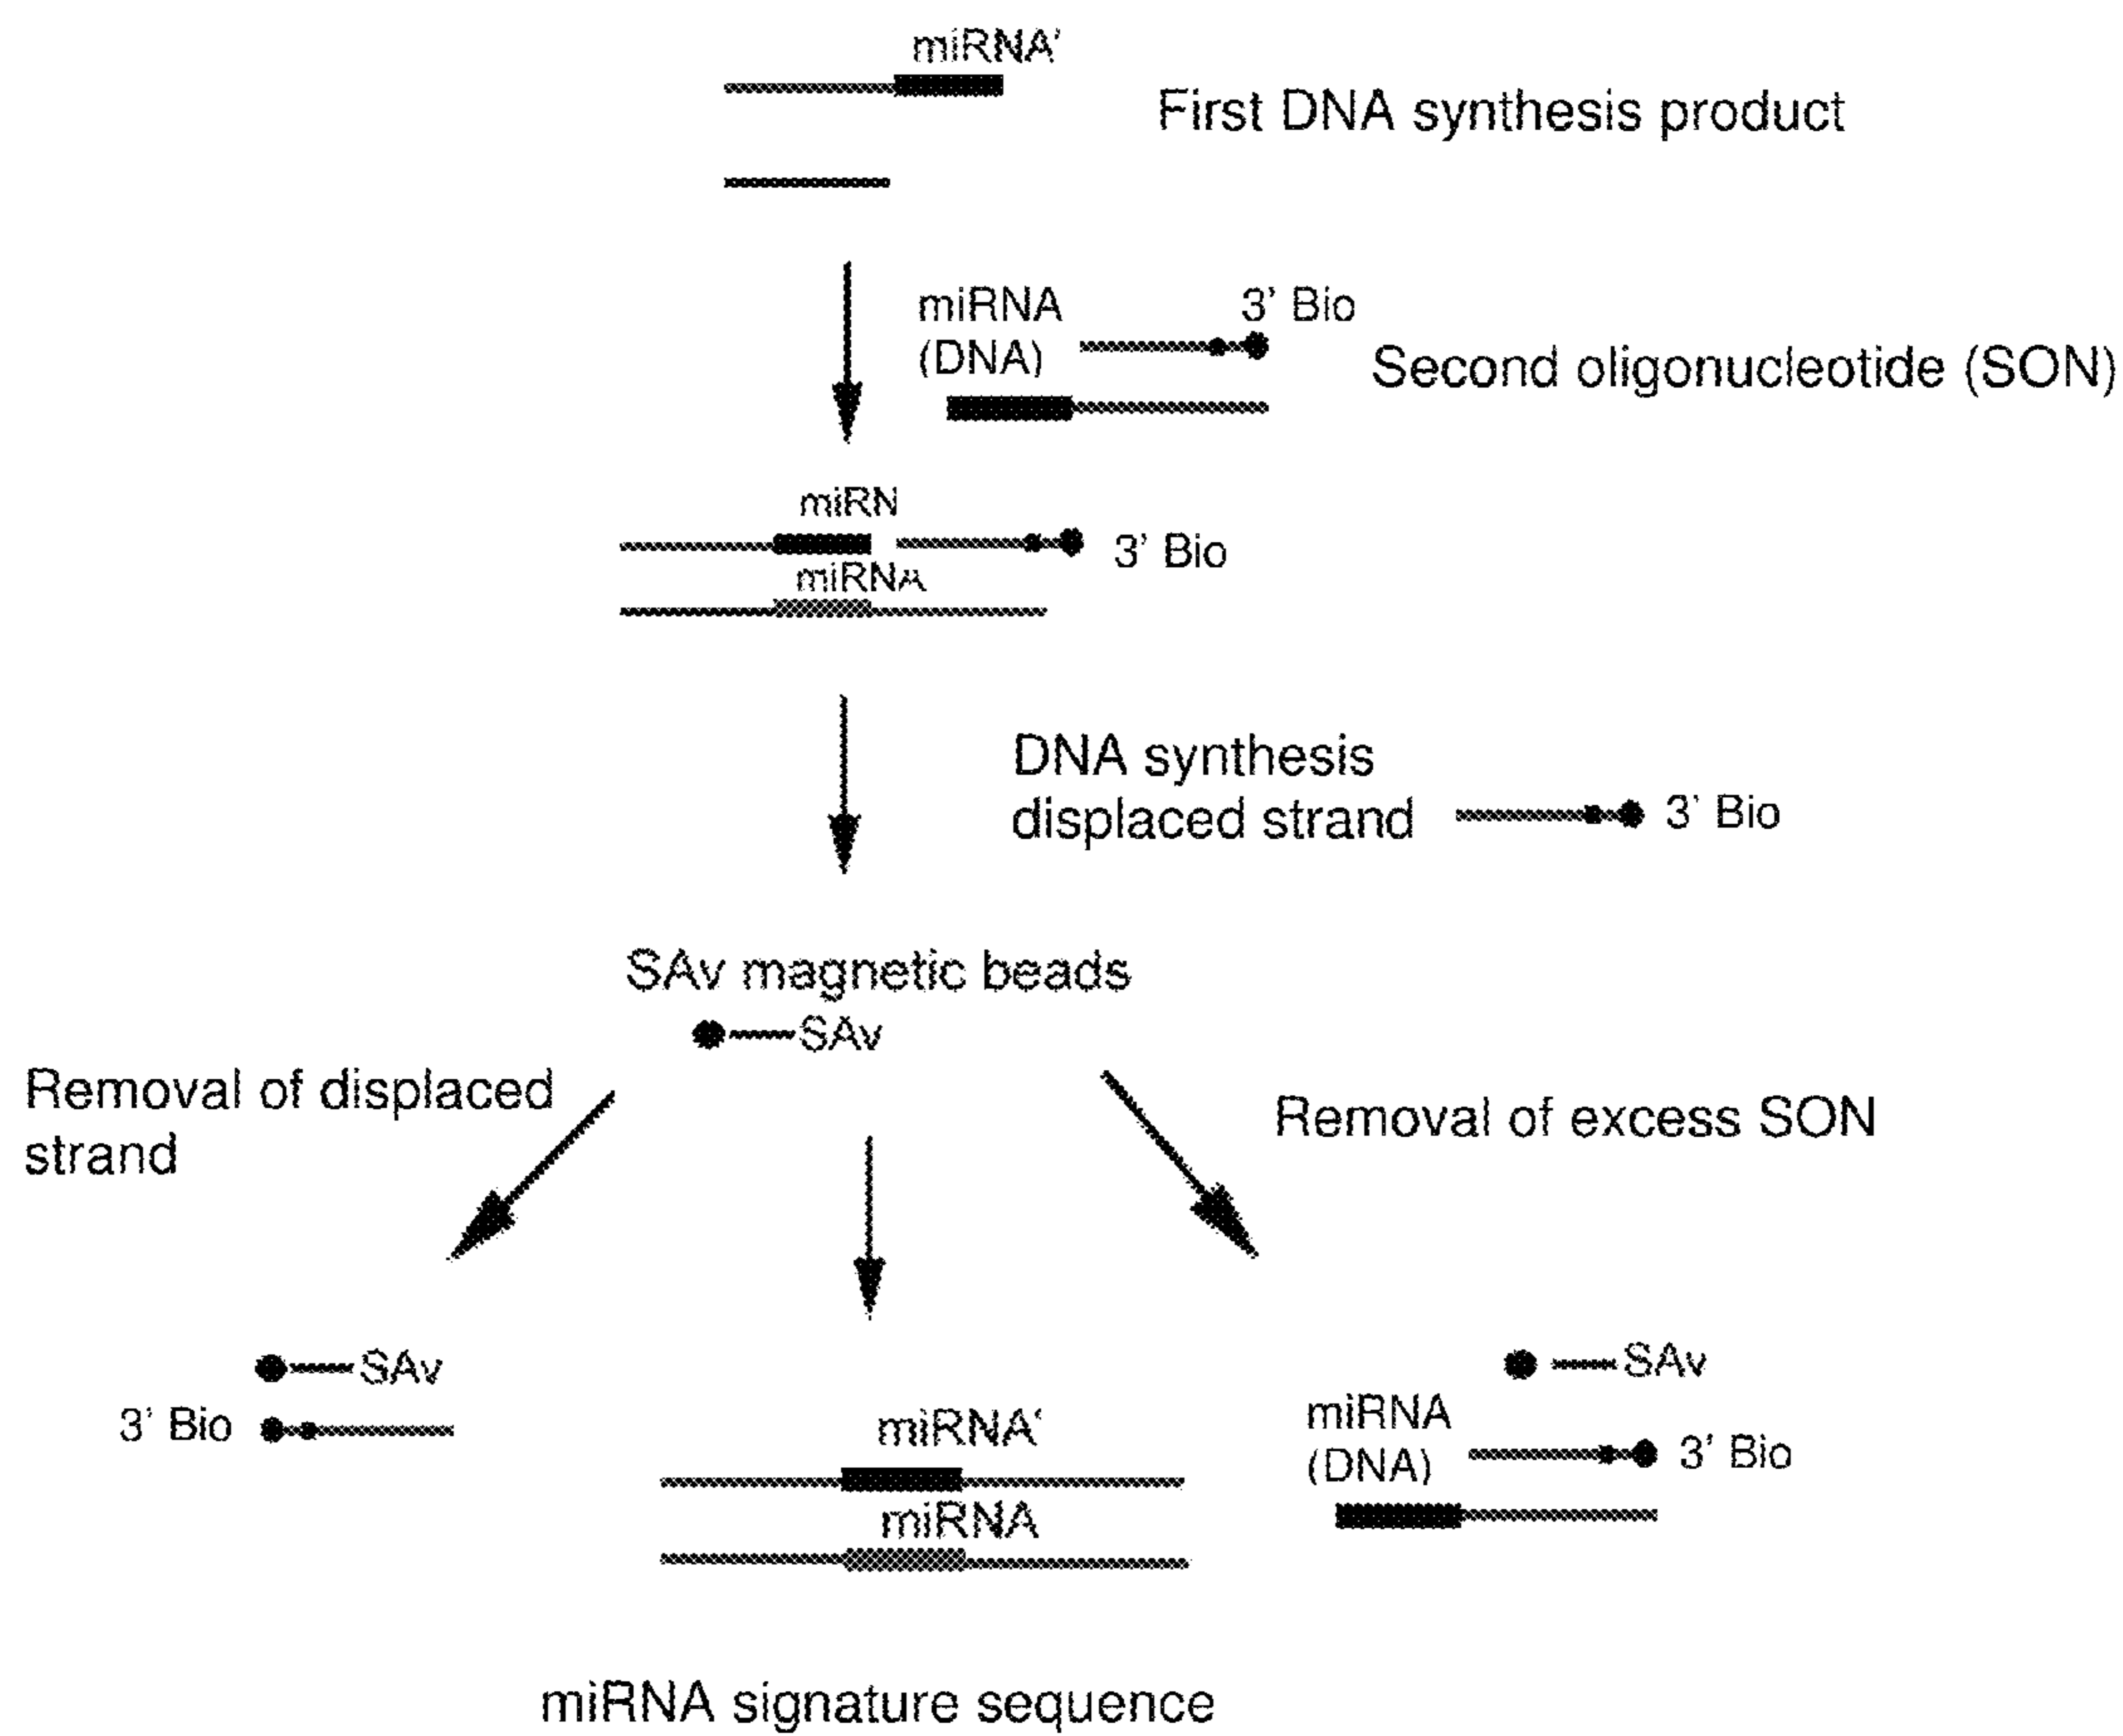 miRNA'
First DNA synthesis product
miRNA
(DNA)
3' Bio
Second oligonucleotide (SON)
miRN
3' Bio
miRNA
DNA synthesis
displaced strand
3' Bio
SAv magnetic beads
SAv
Removal of displaced
strand
Removal of excess SON
SAv
3' Bio
miRNA'
miRNA
SAv
miRNA
(DNA)
3' Bio
miRNA signature sequence